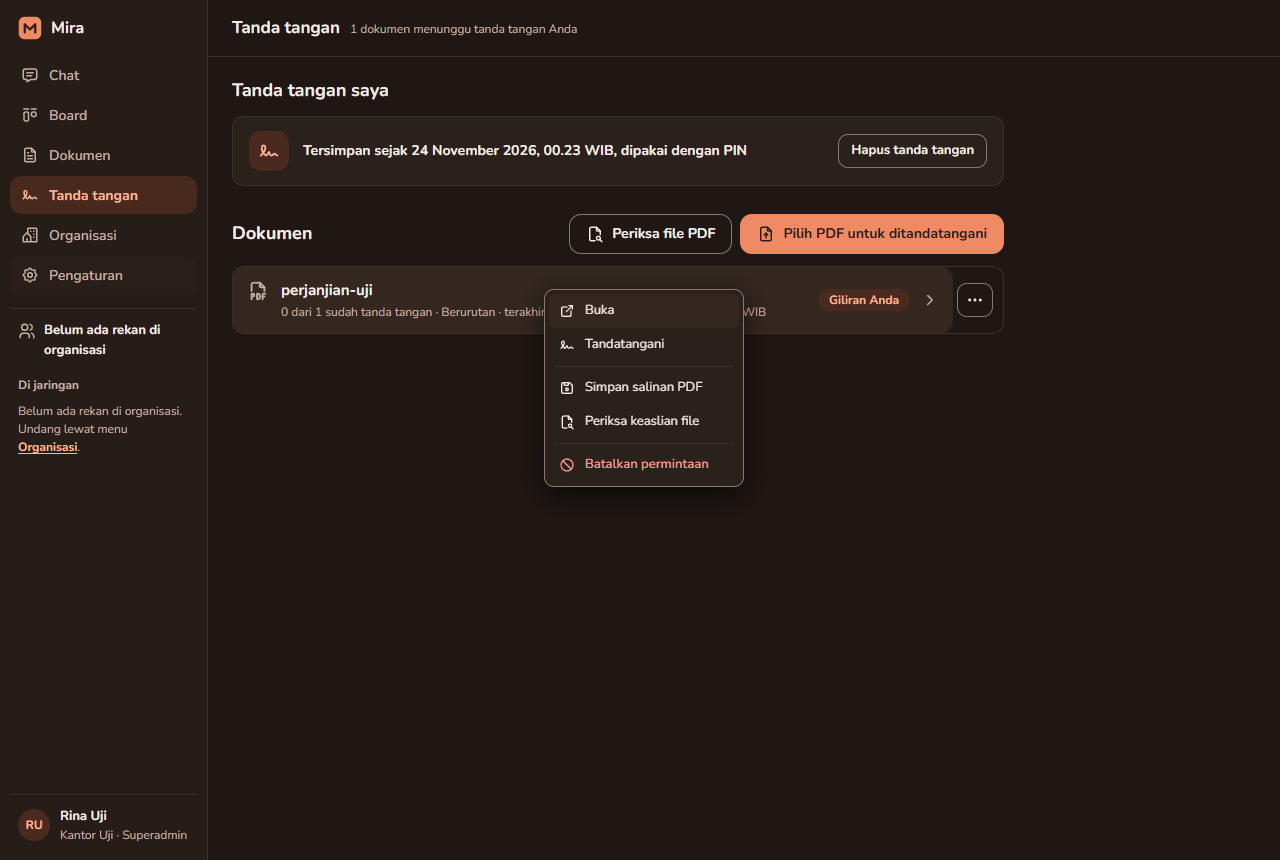 Mira
Chat
Board
Dokumen
Tanda tangan
Organisasi
Pengaturan
Belum ada rekan di
organisasi
Di jaringan
Belum ada rekan di organisasi.
Undang lewat menu
Organisasi.
RU
Rina Uji
Kantor Uji · Superadmin
Tanda tangan
1 dokumen menunggu tanda tangan Anda
Tanda tangan saya
Tersimpan sejak 24 November 2026, 00.23 WIB, dipakai dengan PIN
Hapus tanda tangan
Dokumen
Periksa file PDF
Pilih PDF untuk ditandatangani
PDF
perjanjian-uji
0 dari 1 sudah tanda tangan · Berurutan · WIB
Giliran Anda
Buka
Tandatangani
Simpan salinan PDF
Periksa keaslian file
Batalkan permintaan